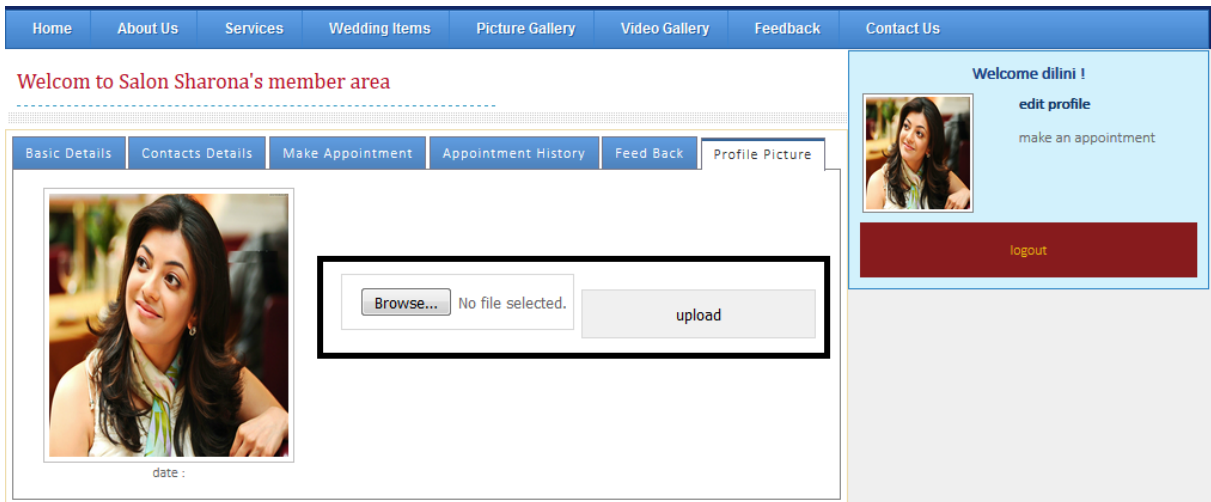 Home About Us Services Wedding Items Picture Gallery Video Gallery Feedback Contact Us
Welcom to Salon Sharona's member area
Basic Details Contacts Details Make Appointment Appointment History Feed Back Profile Picture
Browse... No file selected. upload
date :
Welcome dilini !
edit profile
make an appointment
logout